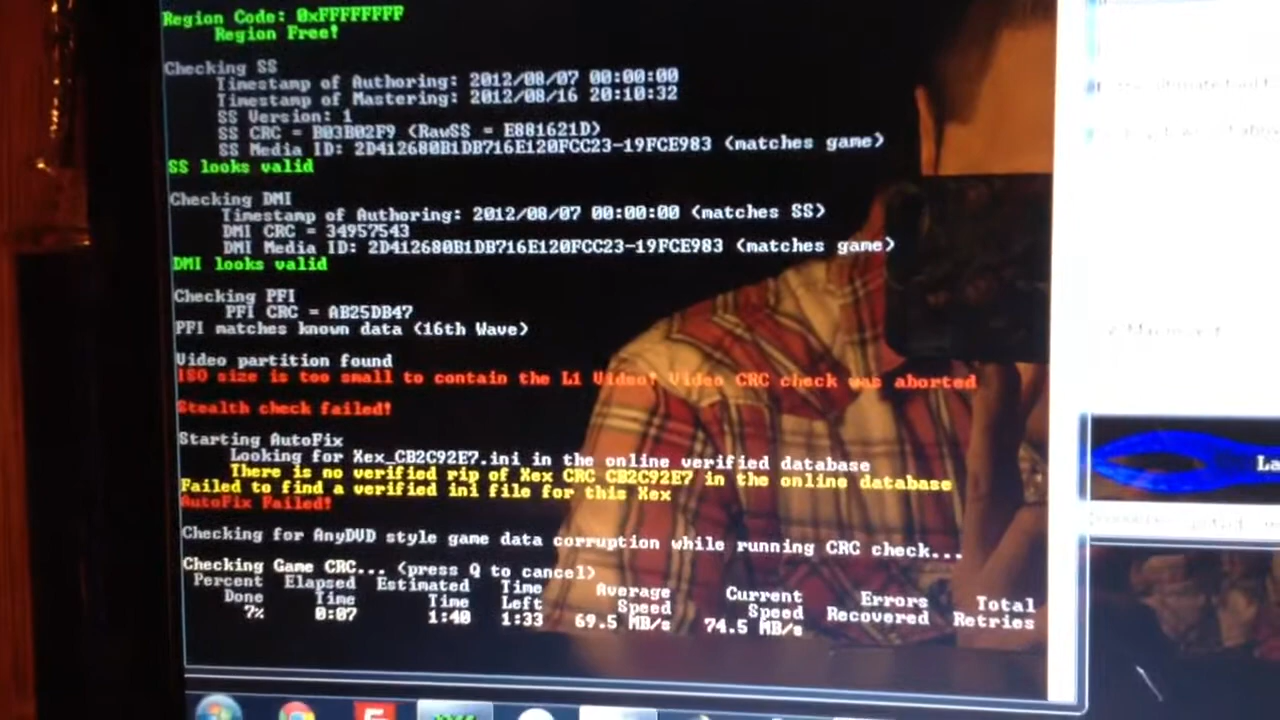 Region Code: 0xFFFFFFFF
Region Free!
Checking SS
Timestamp of Authoring: 2012/08/07 00:00:00
Timestamp of Mastering: 2012/08/16 20:10:32
SS Version: 1
SS CRC = B03B02F9 (RawSS = E881621D)
SS Media ID: 2D412680B1DB716E120FCC23-19FCE983 (matches game)
SS looks valid
Checking DMI
Timestamp of Authoring: 2012/08/07 00:00:00 (matches SS)
DMI CRC = 34957543
DMI Media ID: 2D412680B1DB716E120FCC23-19FCE983 (matches game)
DMI looks valid
Checking PFI
PFI CRC = AB25DB47
PFI matches known data (16th Wave)
Video partition found
ISO size is too small to contain the L1 Video! Video CRC check was aborted
Stealth check failed!
Starting AutoFix
Looking for Xex_CB2C92E7.ini in the online verified database
There is no verified rip of Xex CRC CB2C92E7 in the online database
Failed to find a verified ini file for this Xex
AutoFix Failed!
Checking for AnyDVD style game data corruption while running CRC check...
Checking Game CRC... (press Q to cancel)
Percent Elapsed Estimated Time Average Current Errors Total
Done Time Time Left Speed Speed Recovered Retries
7% 0:07 1:40 1:33 69.5 MB/s 74.5 MB/s
La